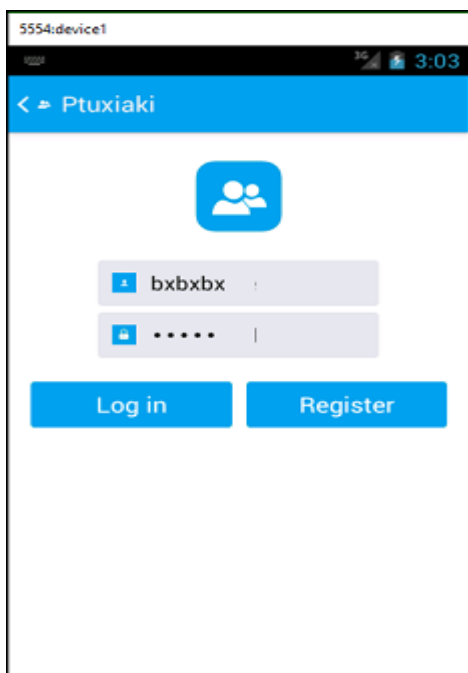 5554:device1
3G 3:03
Ptuxiaki
bxbxbx
•••••
Log in Register